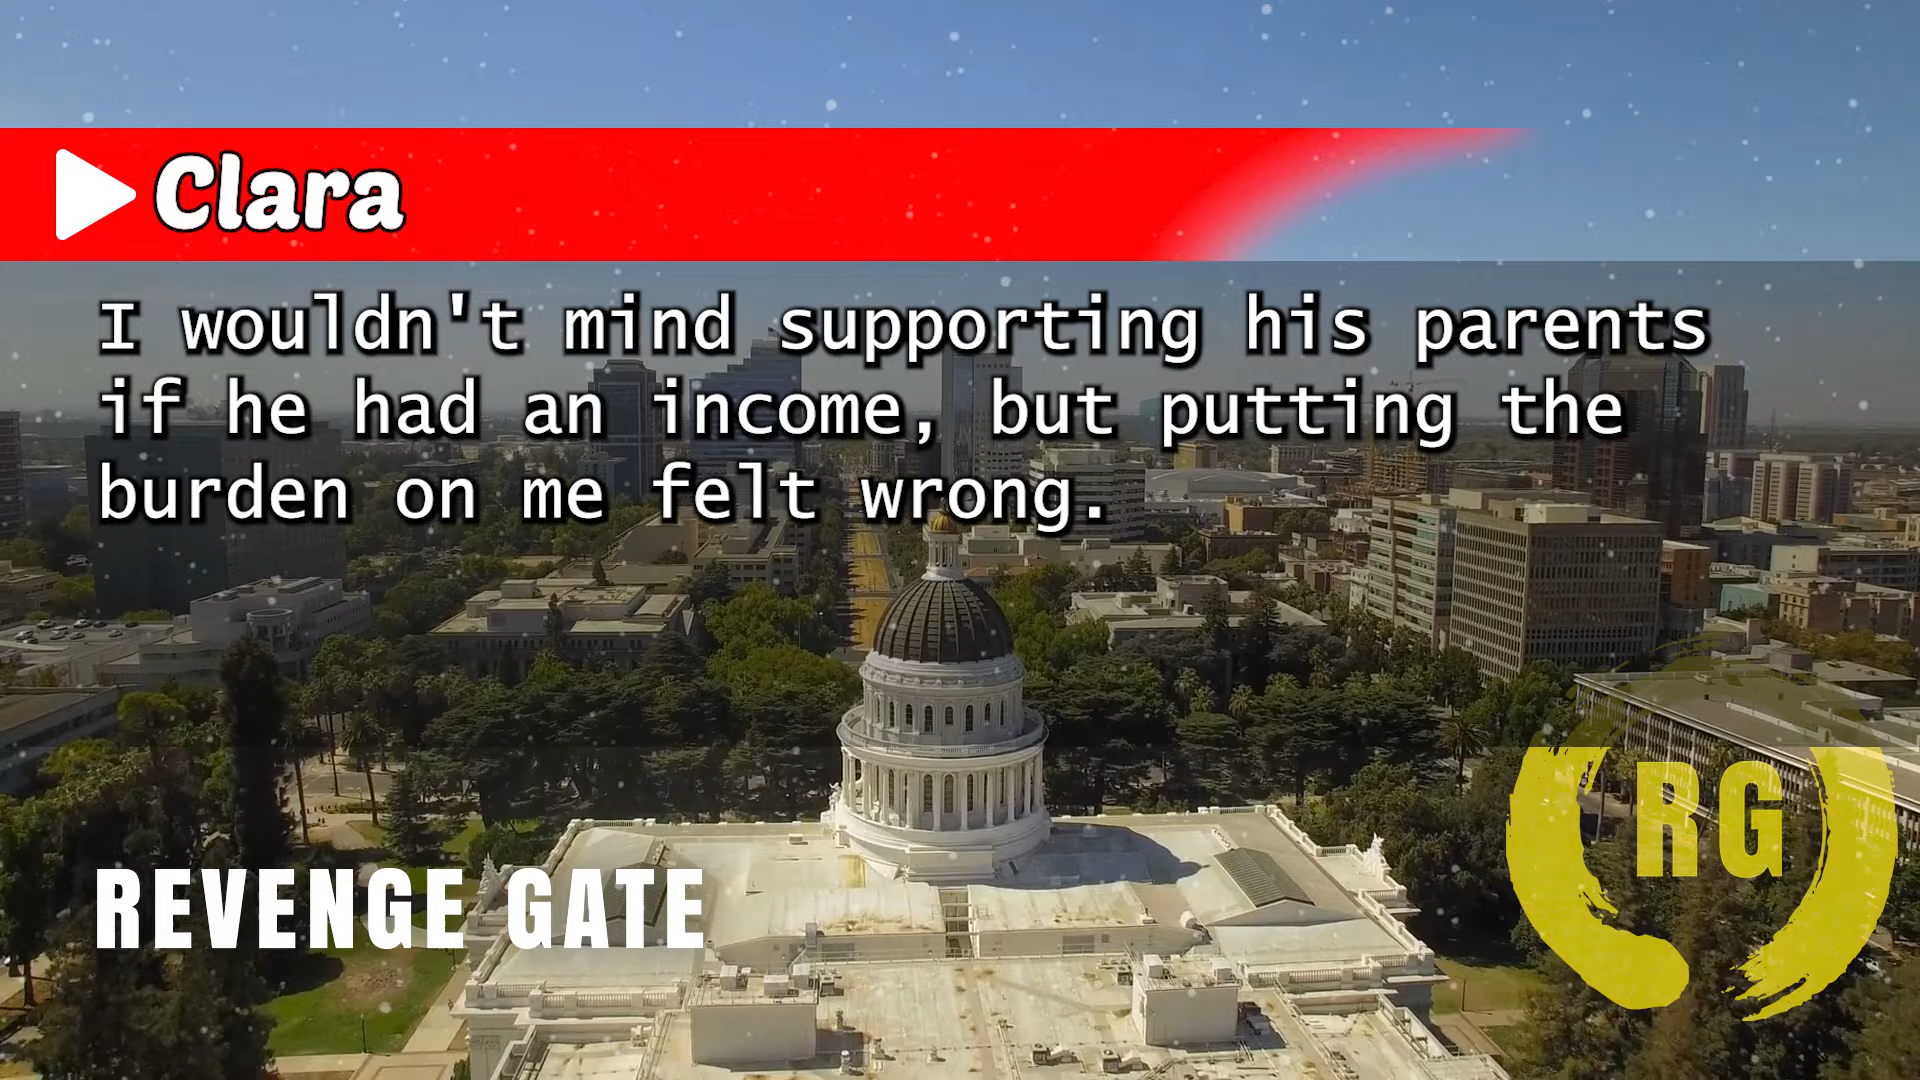 Clara
I wouldn't mind supporting his parents
if he had an income, but putting the
burden on me felt wrong.
RG
REVENGE GATE